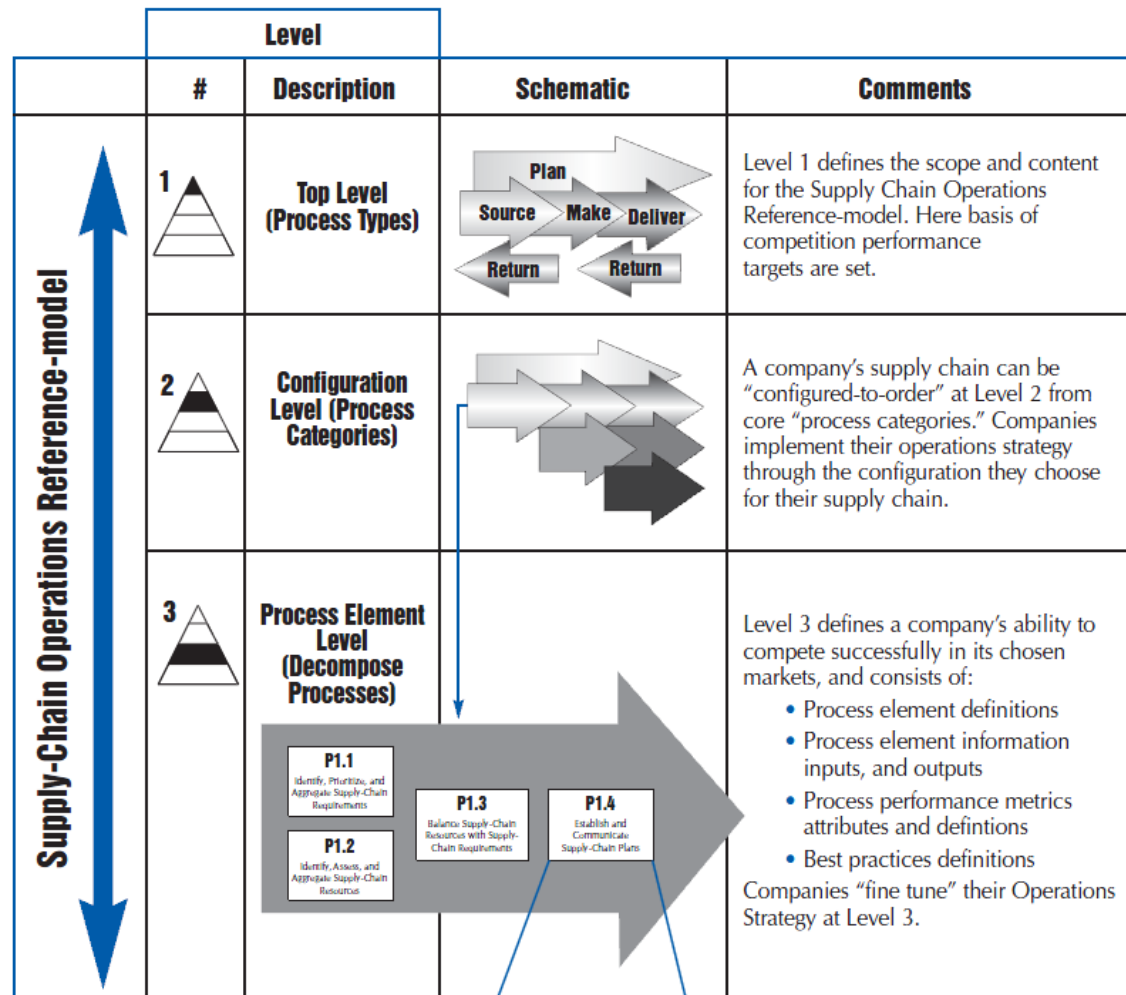 Level
#
Description
Schematic
Comments
Supply-Chain Operations Reference-model
1
Top Level
(Process Types)
Plan
Source
Make
Deliver
Return
Return
Level 1 defines the scope and content
for the Supply Chain Operations
Reference-model. Here basis of
competition performance
targets are set.
2
Configuration
Level (Process
Categories)
A company's supply chain can be
“configured-to-order” at Level 2 from
core “process categories.” Companies
implement their operations strategy
through the configuration they choose
for their supply chain.
3
Process Element
Level
(Decompose
Processes)
P1.1
Identify, Prioritize, and
Aggregate Supply-Chain
Requirements
P1.2
Identify, Assess, and
Aggregate Supply-Chain
Resources
P1.3
Balance Supply-Chain
Resources with Supply-
Chain Requirements
P1.4
Establish and
Communicate
Supply-Chain Plans
Level 3 defines a company's ability to
compete successfully in its chosen
markets, and consists of:
• Process element definitions
• Process element information
inputs, and outputs
• Process performance metrics
attributes and defintions
• Best practices definitions
Companies “fine tune” their Operations
Strategy at Level 3.